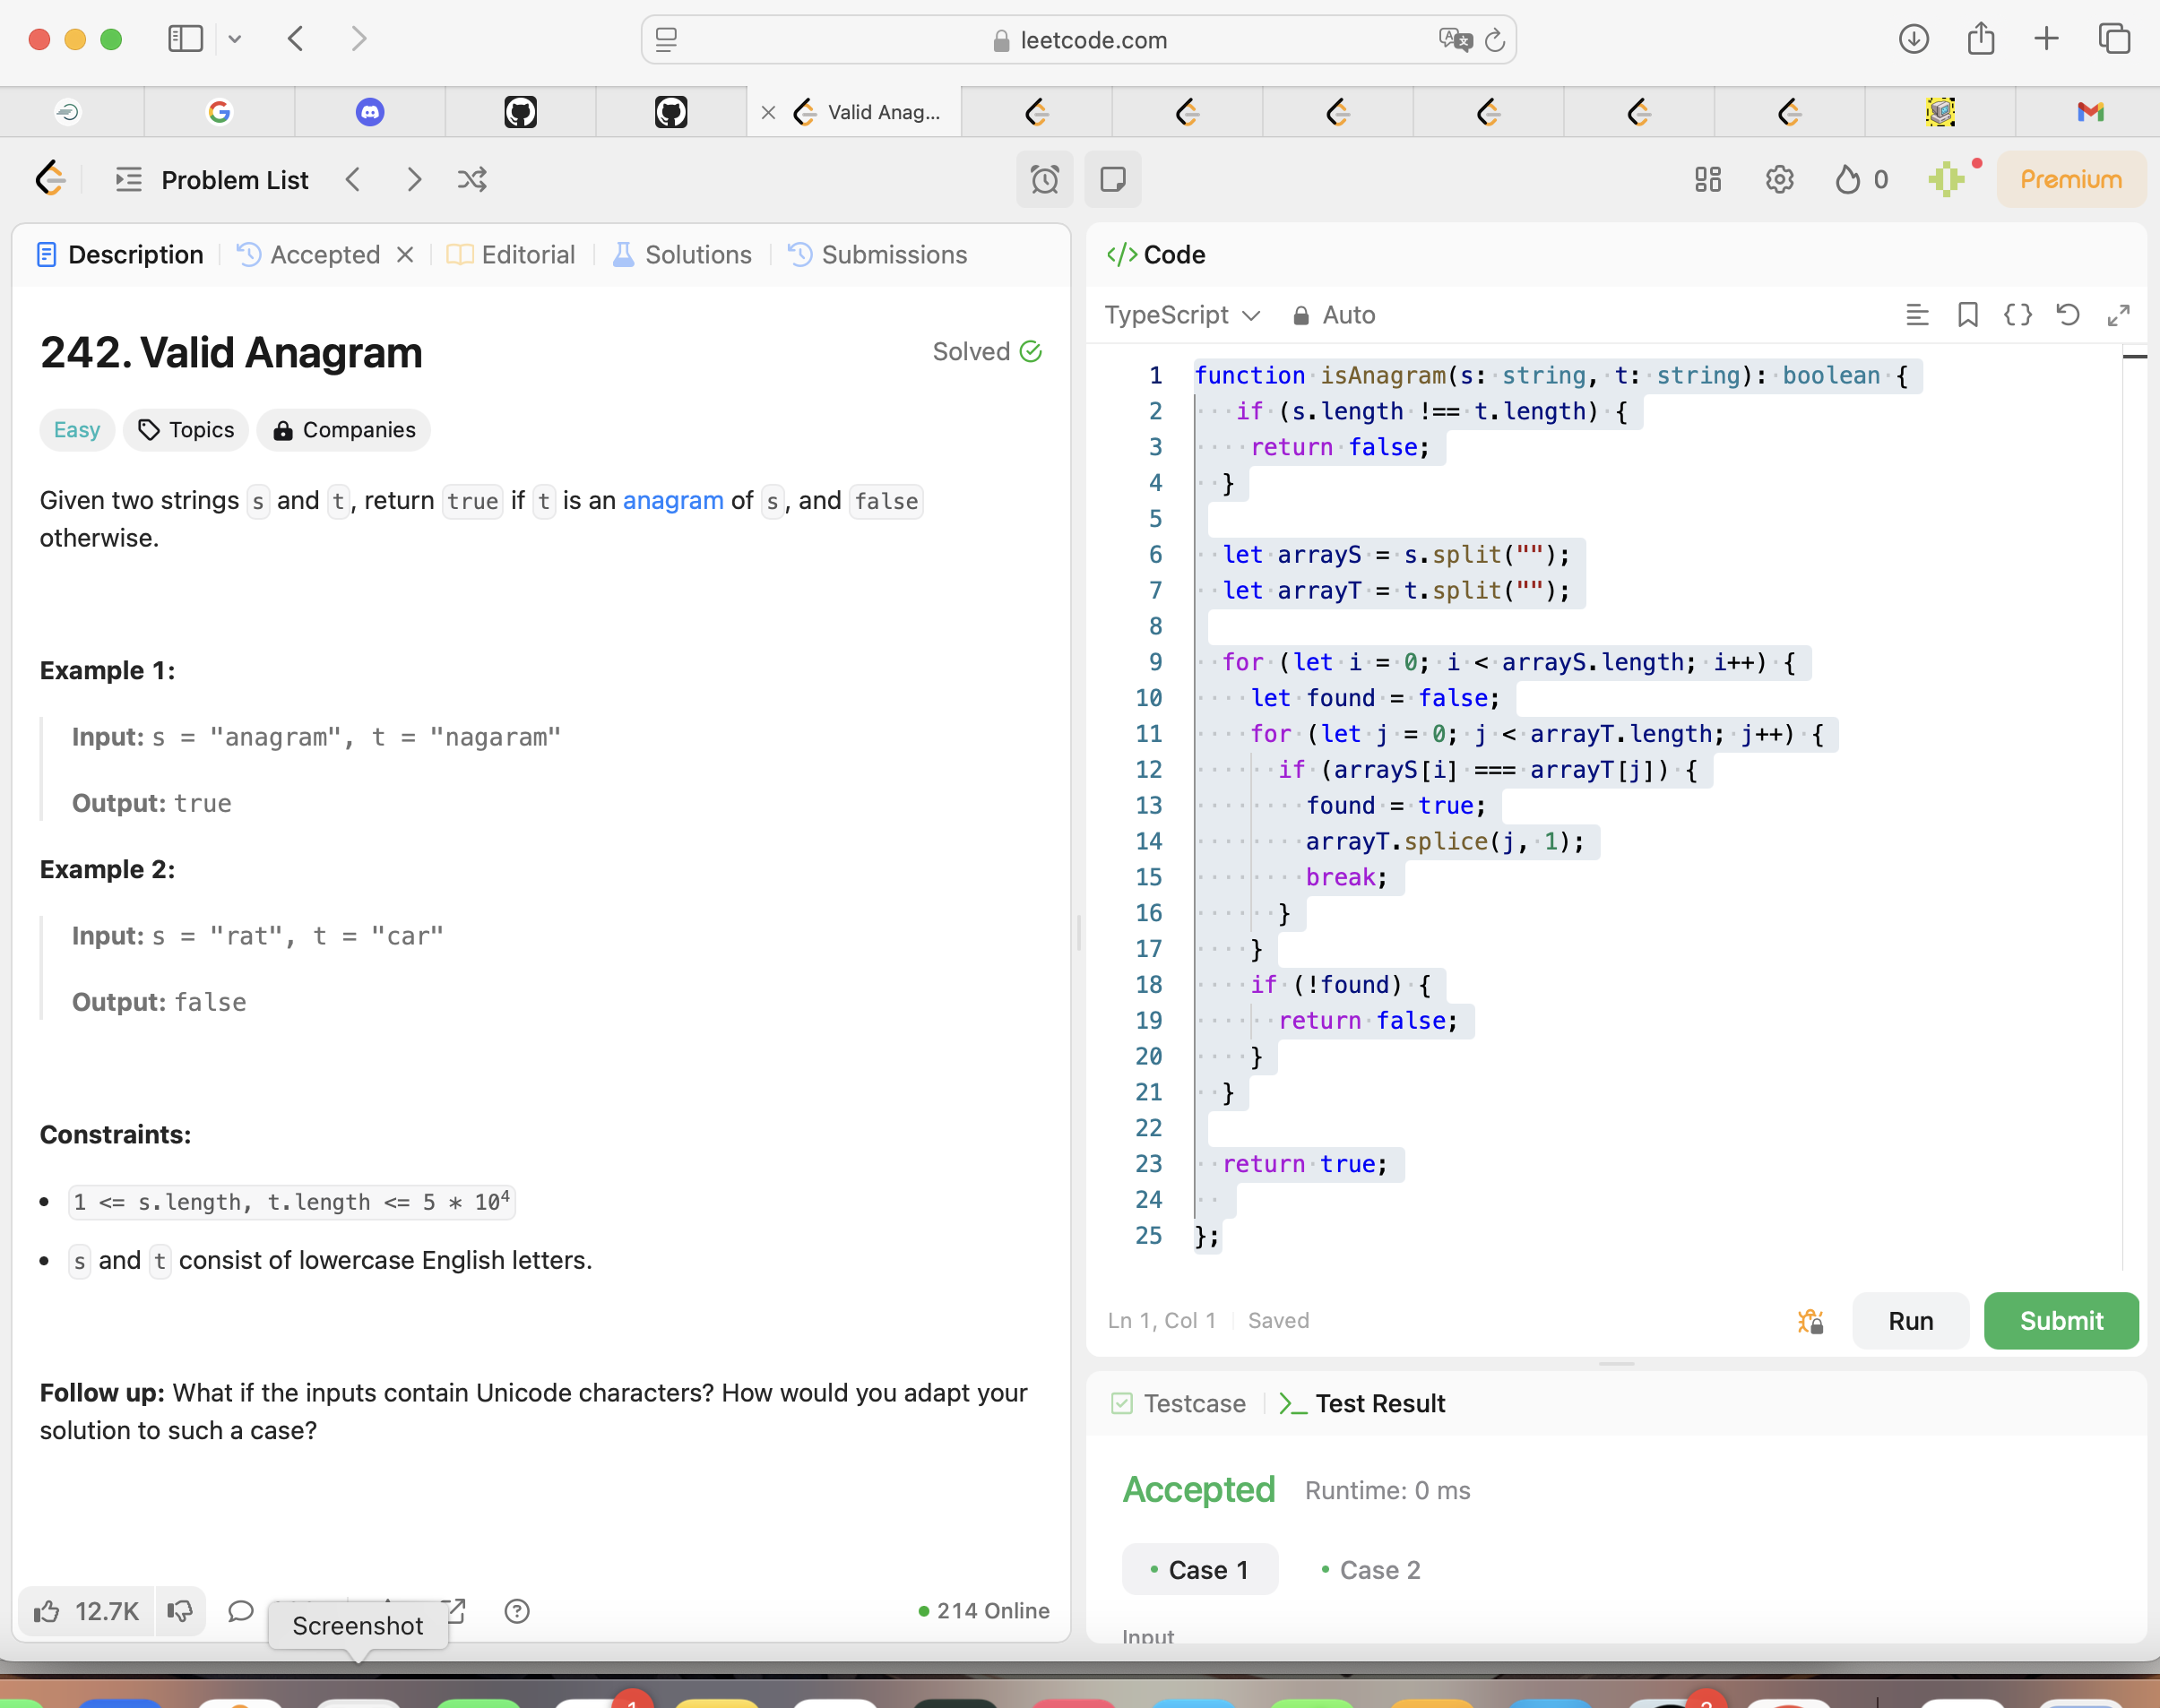 leetcode.com
Valid Anag...
Problem List
0
Premium
Description
Accepted
Editorial
Solutions
Submissions
242. Valid Anagram
Solved
Easy
Topics
Companies
Given two strings s and t, return true if t is an anagram of s, and false
otherwise.
Example 1:
Input: s = "anagram", t = "nagaram"
Output: true
Example 2:
Input: s = "rat", t = "car"
Output: false
Constraints:
• 1 <= s.length, t.length <= 5 * 10⁴
• s and t consist of lowercase English letters.
Follow up: What if the inputs contain Unicode characters? How would you adapt your
solution to such a case?
12.7K
Screenshot
214 Online
Code
TypeScript
Auto
1 function isAnagram(s: string, t: string): boolean {
2    if (s.length !== t.length) {
3     return false;
4   }
5
6   let arrayS = s.split("");
7   let arrayT = t.split("");
8
9   for (let i = 0; i < arrayS.length; i++) {
10     let found = false;
11     for (let j = 0; j < arrayT.length; j++) {
12       if (arrayS[i] === arrayT[j]) {
13         found = true;
14         arrayT.splice(j, 1);
15         break;
16       }
17     }
18     if (!found) {
19       return false;
20     }
21   }
22
23   return true;
24
25 };
Ln 1, Col 1
Saved
Run
Submit
Testcase
Test Result
Accepted
Runtime: 0 ms
Case 1
Case 2
Input